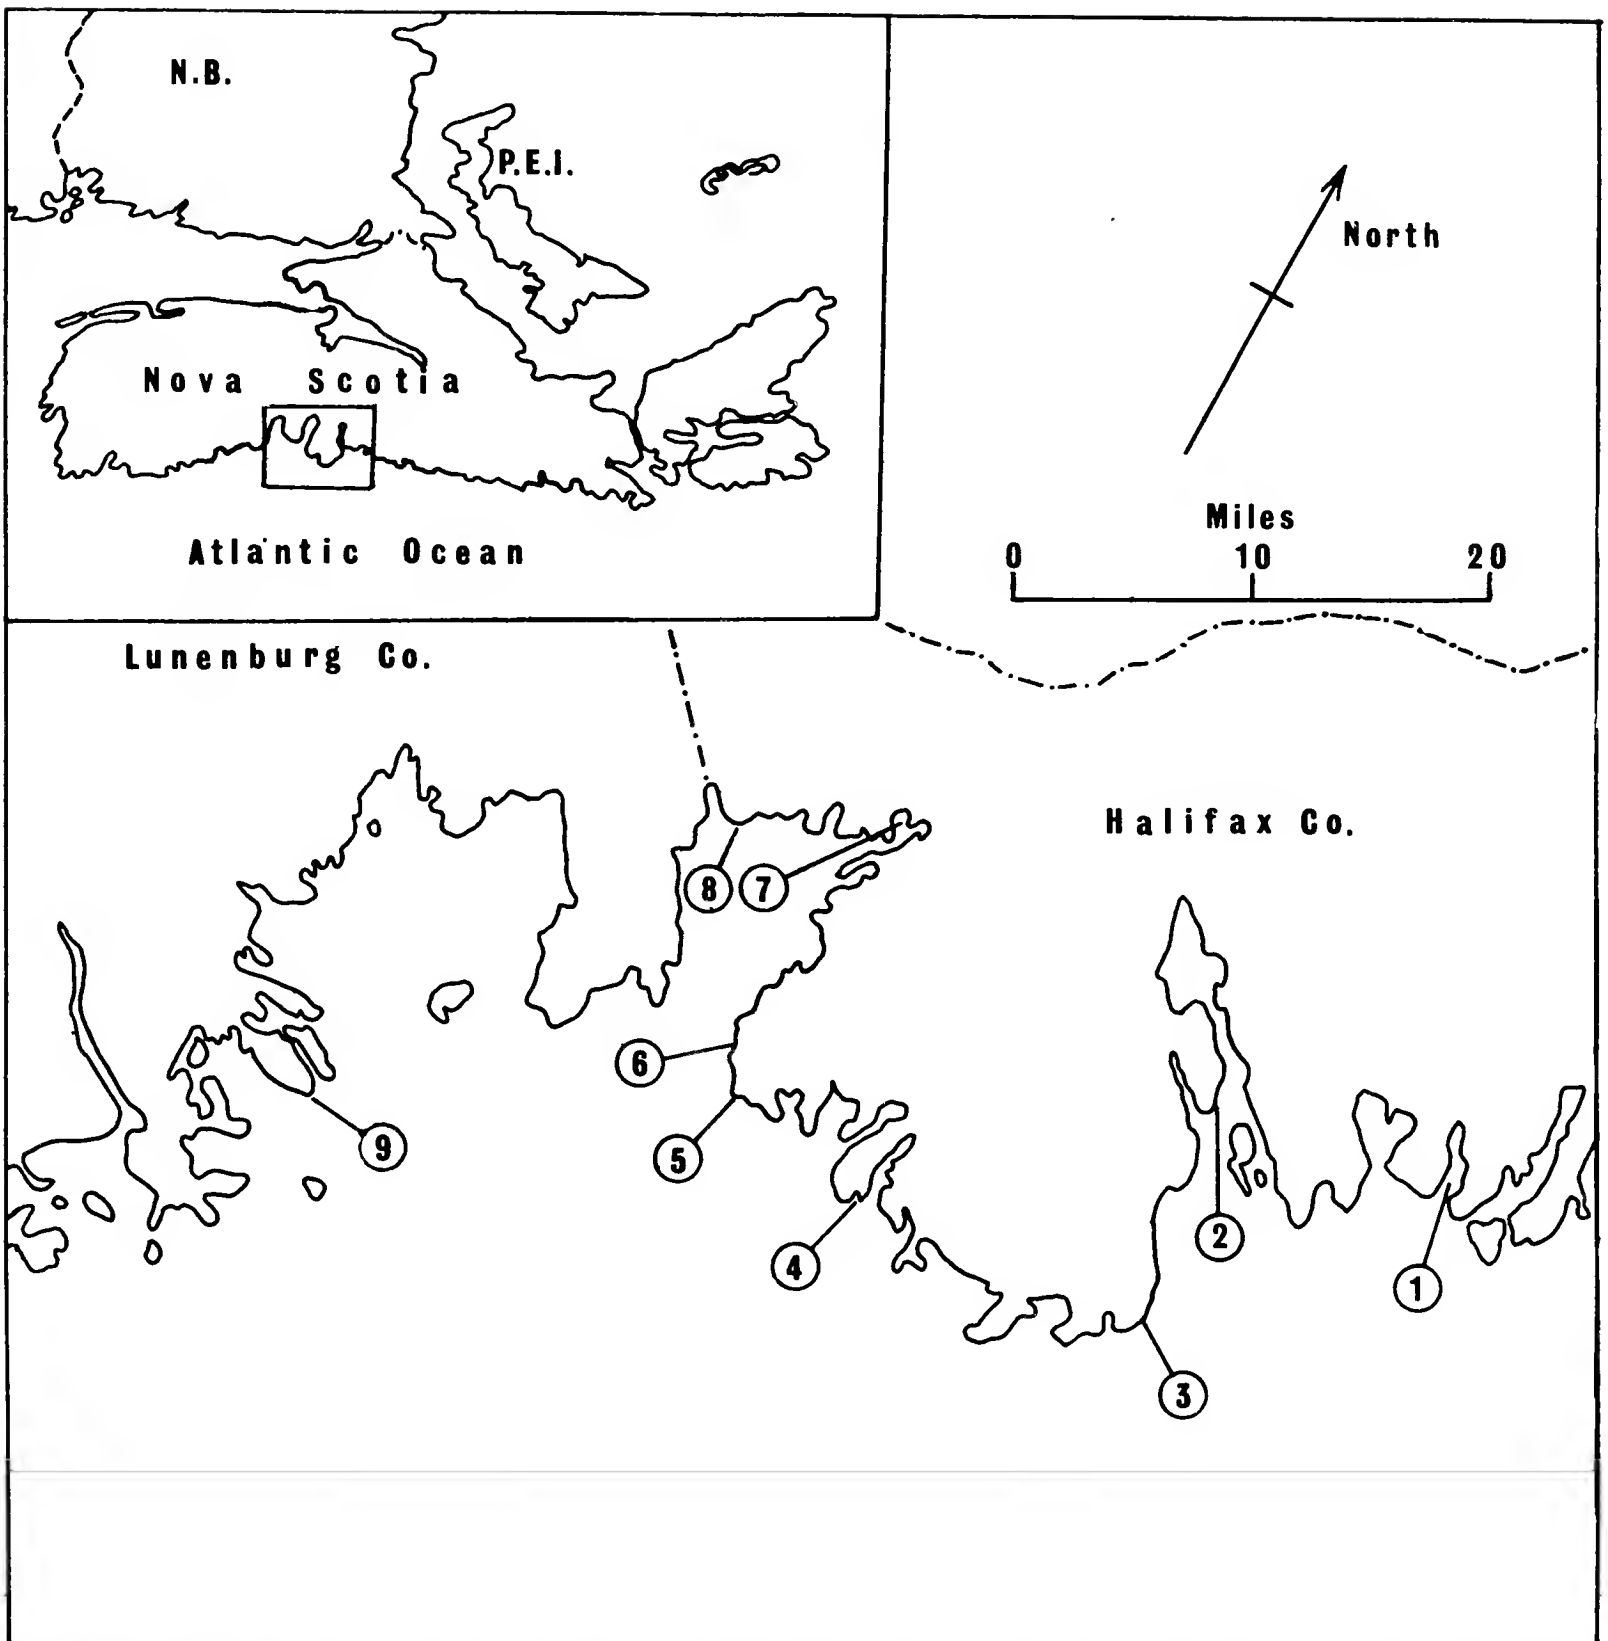 N.B.
P.E.I.
Nova Scotia
Atlantic Ocean
North
Miles
0 10 20
Lunenburg Co.
Halifax Co.
8 7
6
9
5
4
2
1
3